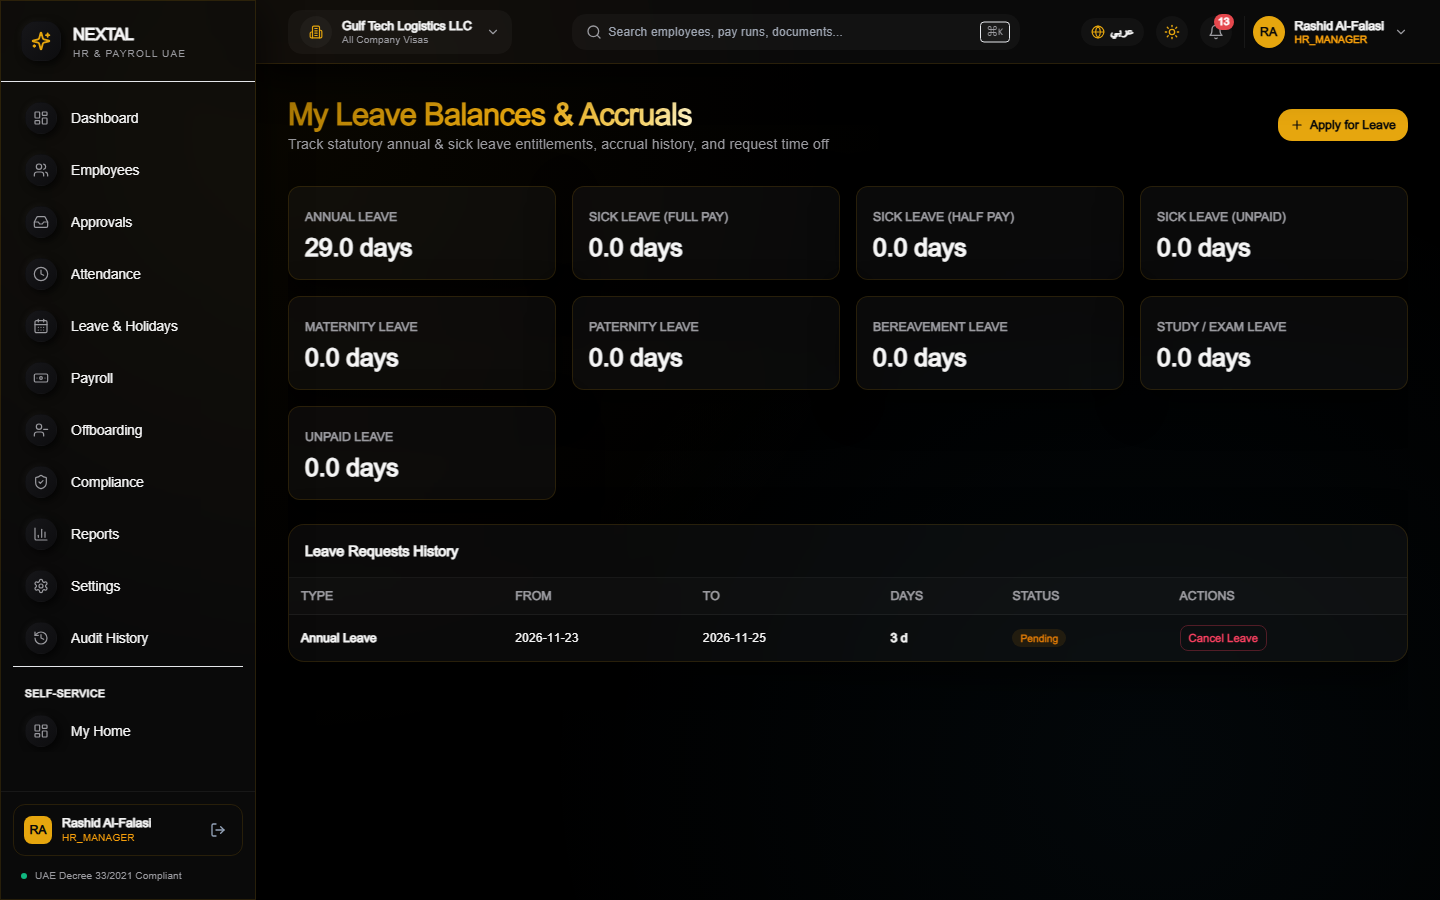 NEXTAL
HR & PAYROLL UAE
Gulf Tech Logistics LLC
All Company Visas
Search employees, pay runs, documents...
⌘K
عربي
13
RA
Rashid Al-Falasi
HR_MANAGER
Dashboard
Employees
Approvals
Attendance
Leave & Holidays
Payroll
Offboarding
Compliance
Reports
Settings
Audit History
SELF-SERVICE
My Home
RA
Rashid Al-Falasi
HR_MANAGER
UAE Decree 33/2021 Compliant
My Leave Balances & Accruals
Track statutory annual & sick leave entitlements, accrual history, and request time off
+ Apply for Leave
ANNUAL LEAVE
29.0 days
SICK LEAVE (FULL PAY)
0.0 days
SICK LEAVE (HALF PAY)
0.0 days
SICK LEAVE (UNPAID)
0.0 days
MATERNITY LEAVE
0.0 days
PATERNITY LEAVE
0.0 days
BEREAVEMENT LEAVE
0.0 days
STUDY / EXAM LEAVE
0.0 days
UNPAID LEAVE
0.0 days
Leave Requests History
TYPE FROM TO DAYS STATUS ACTIONS
Annual Leave 2026-11-23 2026-11-25 3 d Pending Cancel Leave